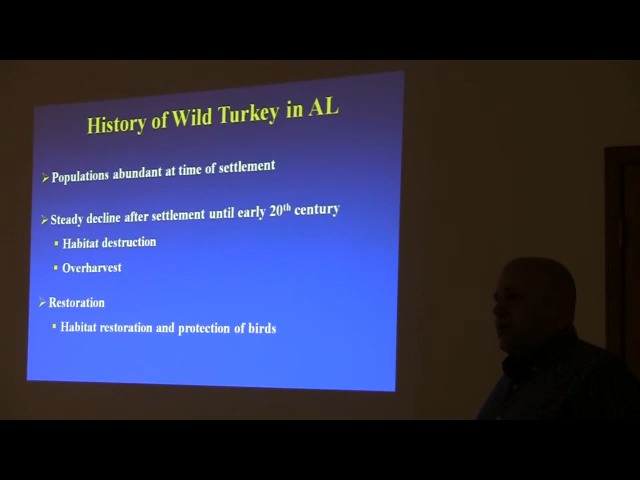 History of Wild Turkey in AL
Populations abundant at time of settlement
Steady decline after settlement until early 20th century
Habitat destruction
Overharvest
Restoration
Habitat restoration and protection of birds